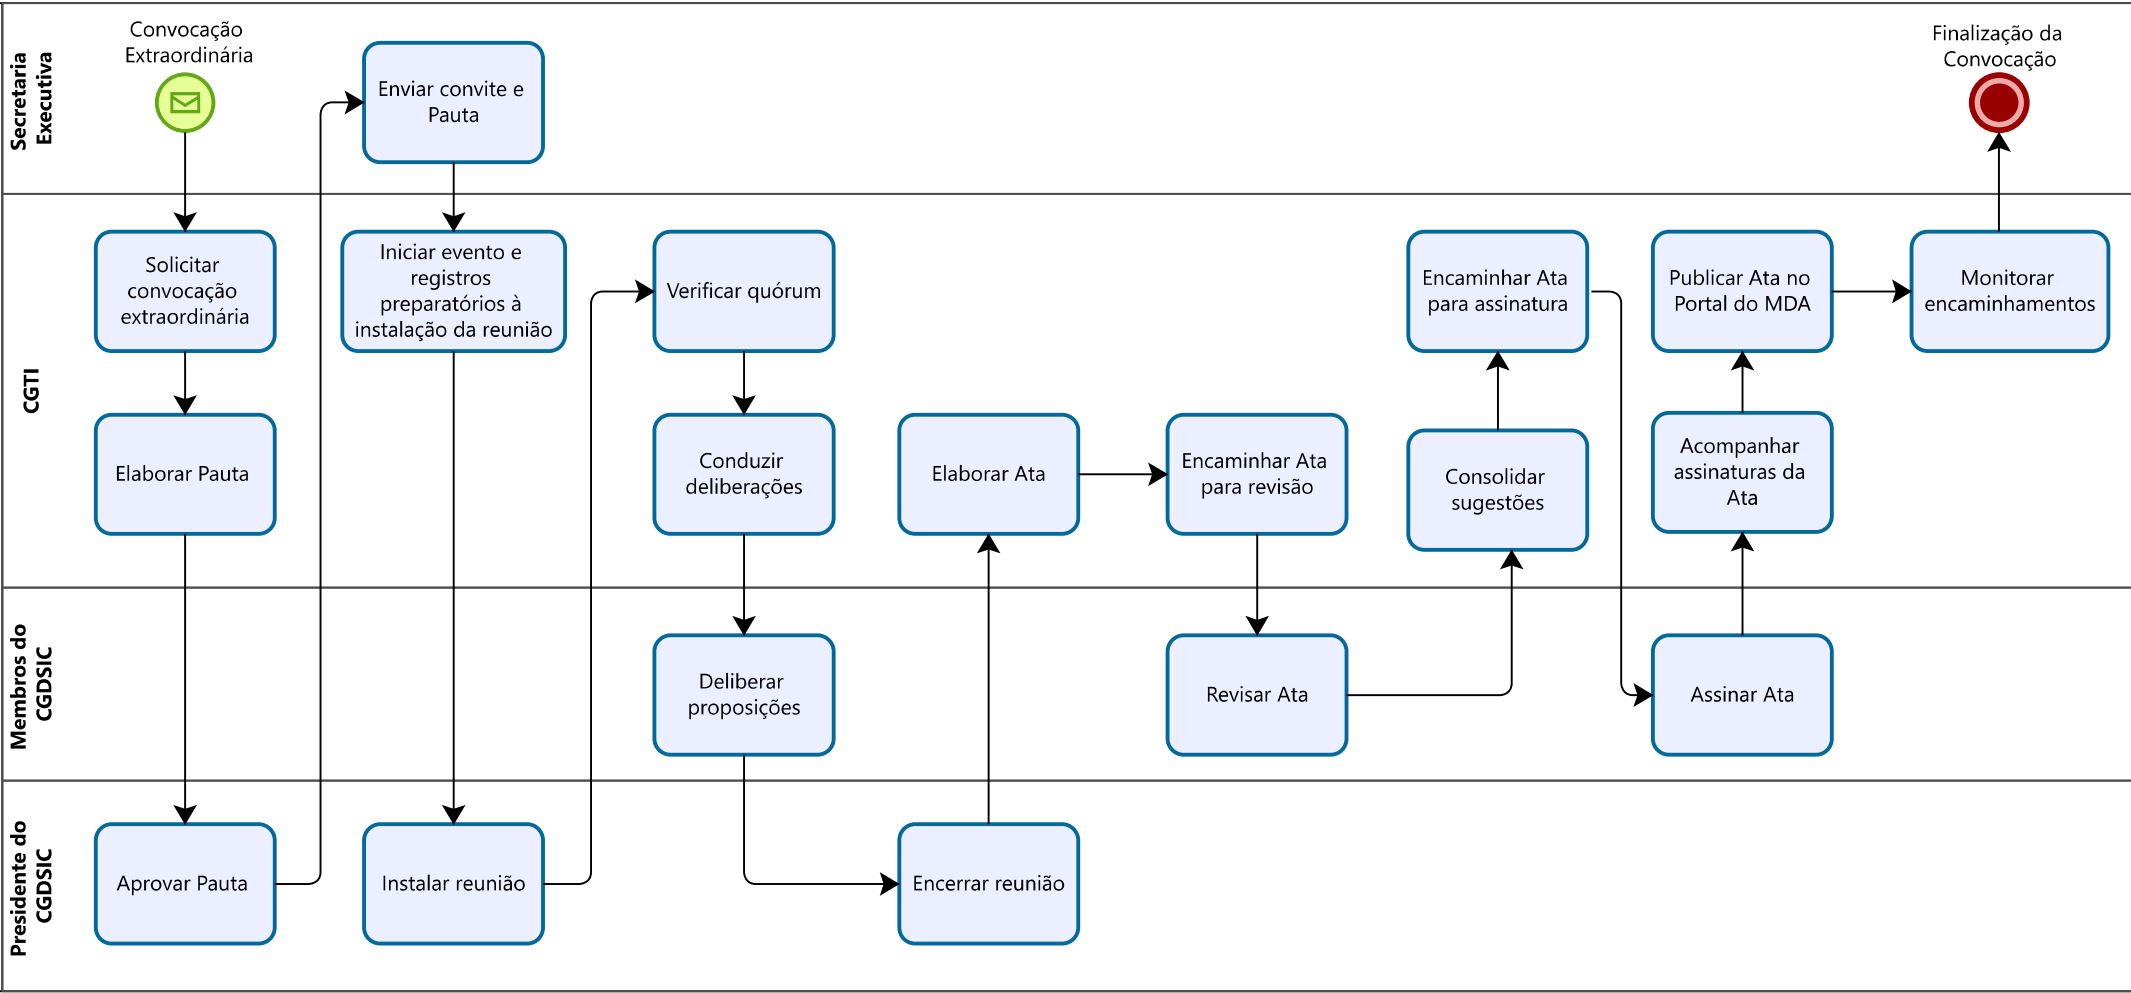 Secretaria
Executiva
Convocação
Extraordinária
Enviar convite e
Pauta
Finalização da
Convocação
CGTI
Solicitar
convocação
extraordinária
Iniciar evento e
registros
preparatórios à
instalação da reunião
Verificar quórum
Encaminhar Ata
para assinatura
Publicar Ata no
Portal do MDA
Monitorar
encaminhamentos
Elaborar Pauta
Conduzir
deliberações
Elaborar Ata
Encaminhar Ata
para revisão
Consolidar
sugestões
Acompanhar
assinaturas da
Ata
Membros do
CGDSIC
Deliberar
proposições
Revisar Ata
Assinar Ata
Presidente do
CGDSIC
Aprovar Pauta
Instalar reunião
Encerrar reunião